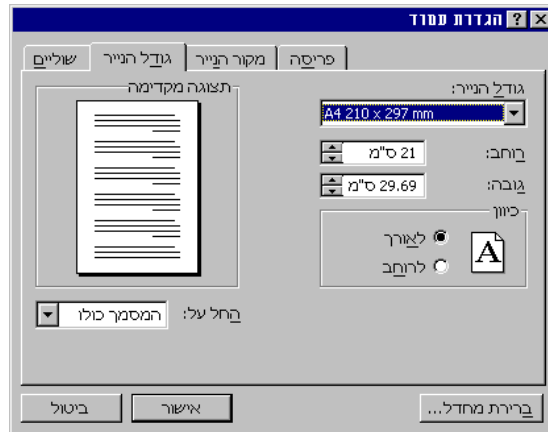 הגדרת עמוד
שוליים
גודל הנייר
מקור הנייר
פריסה
גודל הנייר:
A4 210 x 297 mm
רוחב:
21 ס"מ
גובה:
29.69 ס"מ
כיוון
A
לאורך
לרוחב
תצוגה מקדימה
החל על:
המסמך כולו
ברירת מחדל...
אישור
ביטול